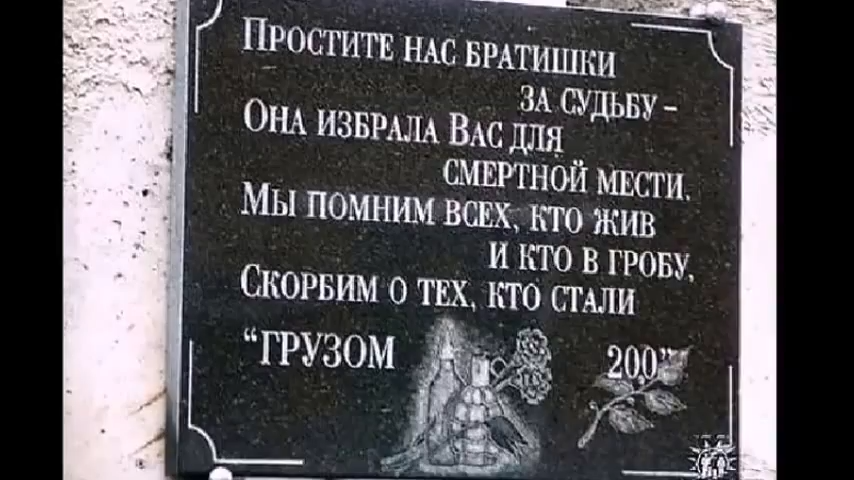 Простите нас братишки
за судьбу –
Она избрала Вас для
смертной мести.
Мы помним всех, кто жив
и кто в гробу,
Скорбим о тех, кто стали
“грузом 200”